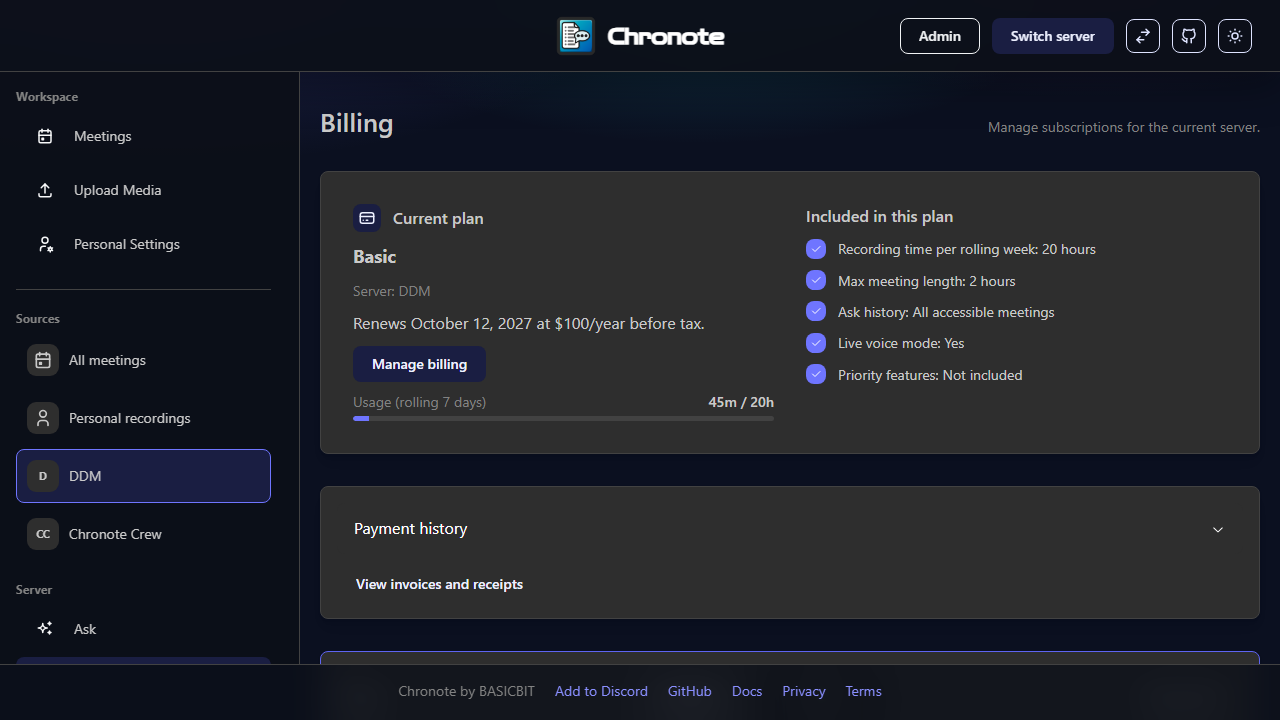 Chronote
Admin
Switch server
Workspace
Meetings
Upload Media
Personal Settings
Sources
All meetings
Personal recordings
D
DDM
CC
Chronote Crew
Server
Ask
Billing
Manage subscriptions for the current server.
Current plan
Basic
Server: DDM
Renews October 12, 2027 at $100/year before tax.
Manage billing
Usage (rolling 7 days)
45m / 20h
Included in this plan
Recording time per rolling week: 20 hours
Max meeting length: 2 hours
Ask history: All accessible meetings
Live voice mode: Yes
Priority features: Not included
Payment history
View invoices and receipts
Chronote by BASICBIT
Add to Discord
GitHub
Docs
Privacy
Terms